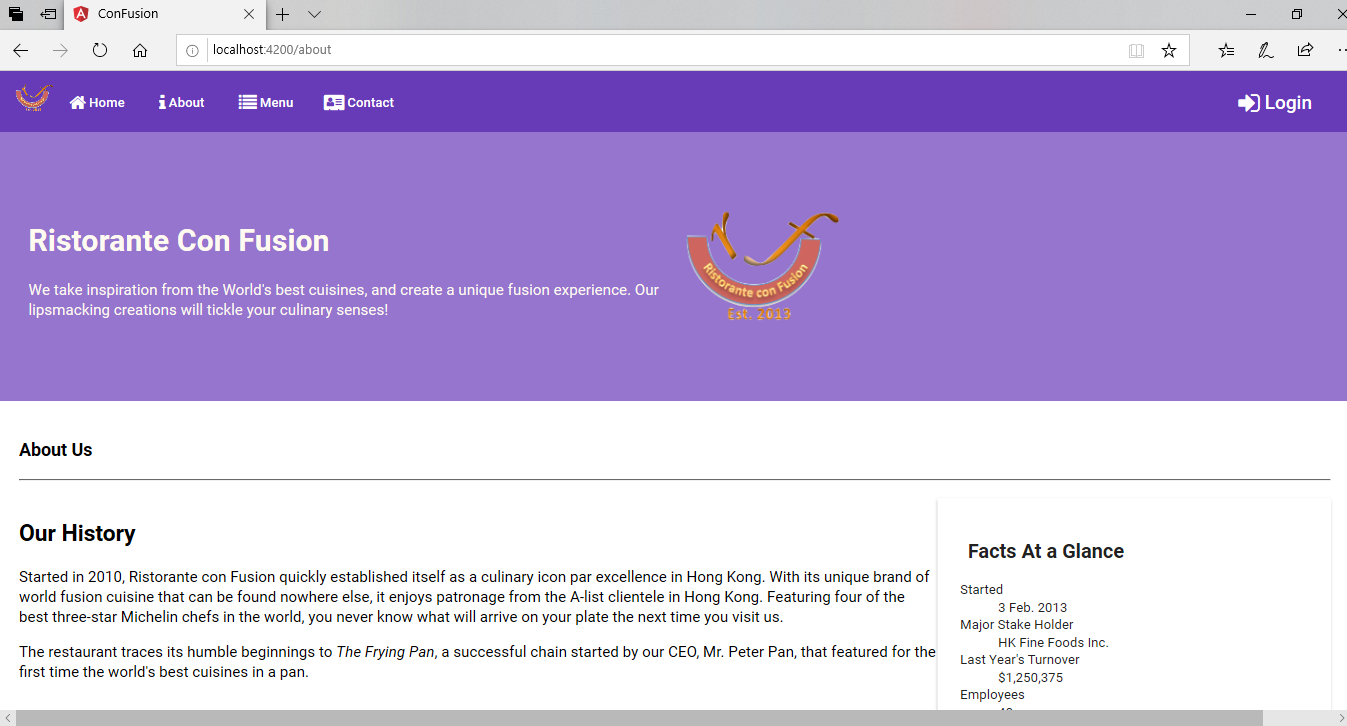 ConFusion
localhost:4200/about
Home About Menu Contact Login
Ristorante Con Fusion
We take inspiration from the World's best cuisines, and create a unique fusion experience. Our
lipsmacking creations will tickle your culinary senses!
Ristorante con Fusion
Est. 2013
About Us
Our History
Started in 2010, Ristorante con Fusion quickly established itself as a culinary icon par excellence in Hong Kong. With its unique brand of
world fusion cuisine that can be found nowhere else, it enjoys patronage from the A-list clientele in Hong Kong. Featuring four of the
best three-star Michelin chefs in the world, you never know what will arrive on your plate the next time you visit us.
The restaurant traces its humble beginnings to The Frying Pan, a successful chain started by our CEO, Mr. Peter Pan, that featured for the
first time the world's best cuisines in a pan.
Facts At a Glance
Started
3 Feb. 2013
Major Stake Holder
HK Fine Foods Inc.
Last Year's Turnover
$1,250,375
Employees